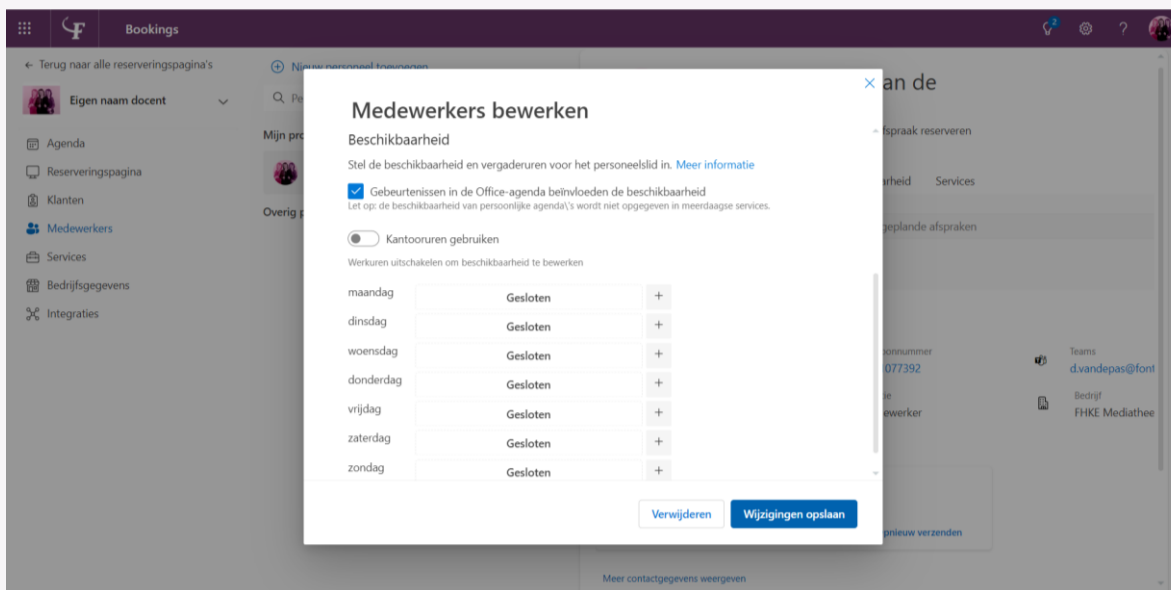 Bookings
2
?
← Terug naar alle reserveringspagina's
Eigen naam docent
Agenda
Reserveringspagina
Klanten
Medewerkers
Services
Bedrijfsgegevens
Integraties
Nieuw personeel toevoegen
Pe
Mijn pro
Overig p
Medewerkers bewerken
Beschikbaarheid
Stel de beschikbaarheid en vergaderuren voor het personeelslid in. Meer informatie
Gebeurtenissen in de Office-agenda beïnvloeden de beschikbaarheid
Let op: de beschikbaarheid van persoonlijke agenda\'s wordt niet opgegeven in meerdaagse services.
Kantooruren gebruiken
Werkuren uitschakelen om beschikbaarheid te bewerken
maandag Gesloten +
dinsdag Gesloten +
woensdag Gesloten +
donderdag Gesloten +
vrijdag Gesloten +
zaterdag Gesloten +
zondag Gesloten +
Verwijderen Wijzigingen opslaan
an de
fspraak reserveren
arheid Services
geplande afspraken
oonnummer
077392
Teams
d.vandepas@font
ewerker
Bedrijf
FHKE Mediathee
pnieuw verzenden
Meer contactgegevens weergeven